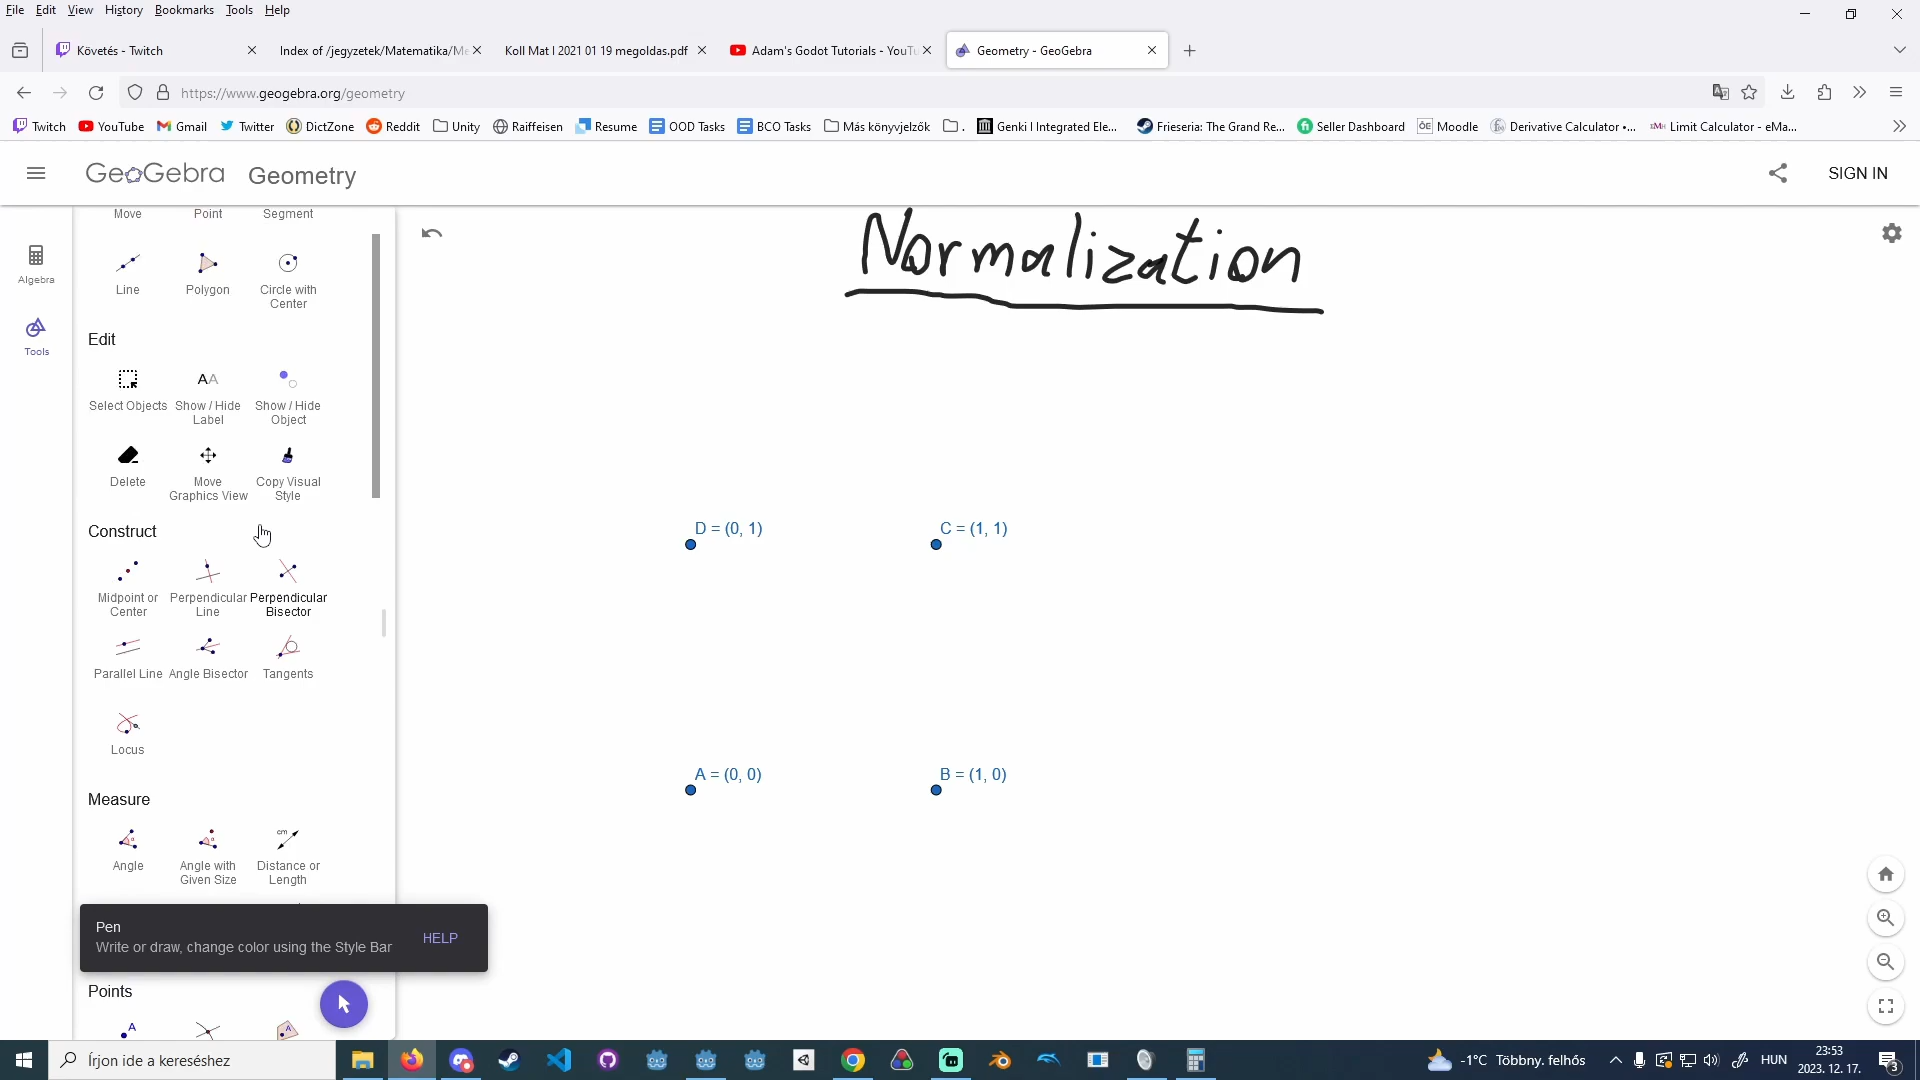 File Edit View History Bookmarks Tools Help
Követés - Twitch
Index of /jegyzetek/Matematika/Me
Koll Mat I 2021 01 19 megoldas.pdf
Adam's Godot Tutorials - YouTu
Geometry - GeoGebra
https://www.geogebra.org/geometry
Twitch YouTube Gmail Twitter DictZone Reddit Unity Raiffeisen Resume OOD Tasks BCO Tasks Más könyvjelzők . Genki I Integrated Ele... Frieseria: The Grand Re... Seller Dashboard Moodle Derivative Calculator •... Limit Calculator - eMa...
GeoGebra Geometry
SIGN IN
Algebra
Tools
Move Point Segment
Line Polygon Circle with Center
Edit
Select Objects Show / Hide Label Show / Hide Object
Delete Move Graphics View Copy Visual Style
Construct
Midpoint or Center Perpendicular Line Perpendicular Bisector
Parallel Line Angle Bisector Tangents
Locus
Measure
Angle Angle with Given Size Distance or Length
Pen
Write or draw, change color using the Style Bar
HELP
Points
Normalization
D = (0, 1)
C = (1, 1)
A = (0, 0)
B = (1, 0)
Írjon ide a kereséshez
-1°C Többny. felhős
HUN
23:53
2023. 12. 17.
3